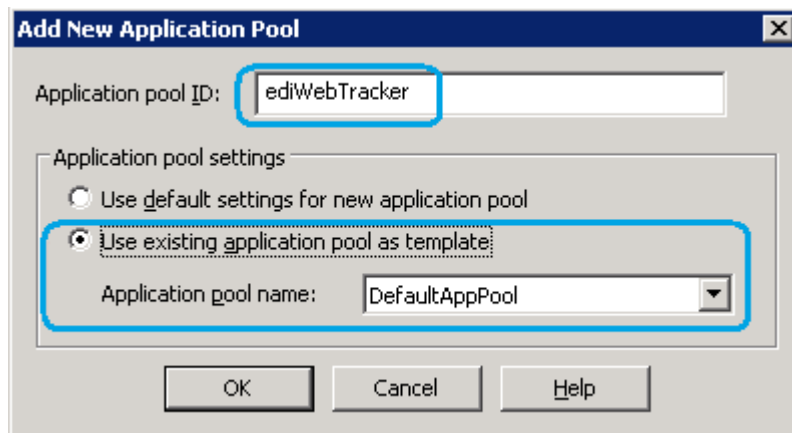 Add New Application Pool
Application pool ID: ediWebTracker
Application pool settings
Use default settings for new application pool
Use existing application pool as template
Application pool name: DefaultAppPool
OK Cancel Help